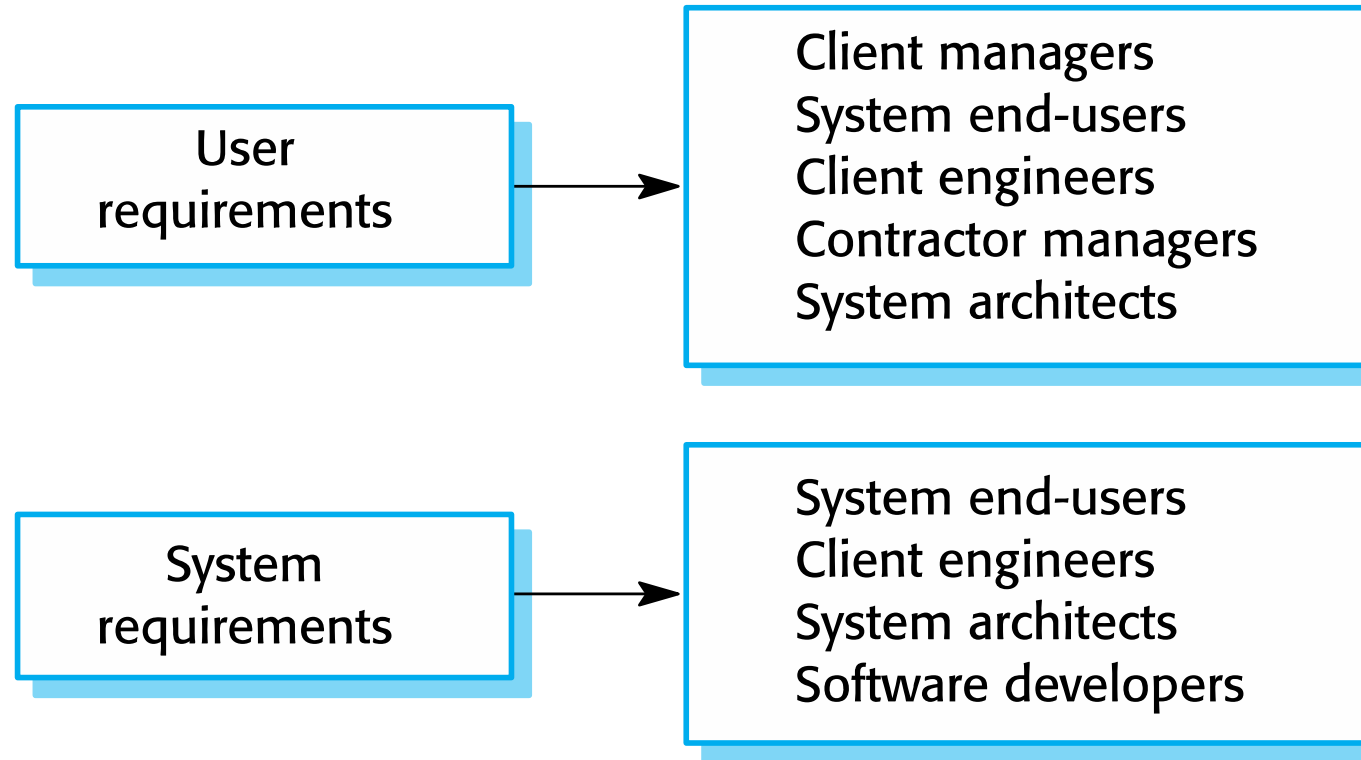 User
requirements
Client managers
System end-users
Client engineers
Contractor managers
System architects
System
requirements
System end-users
Client engineers
System architects
Software developers